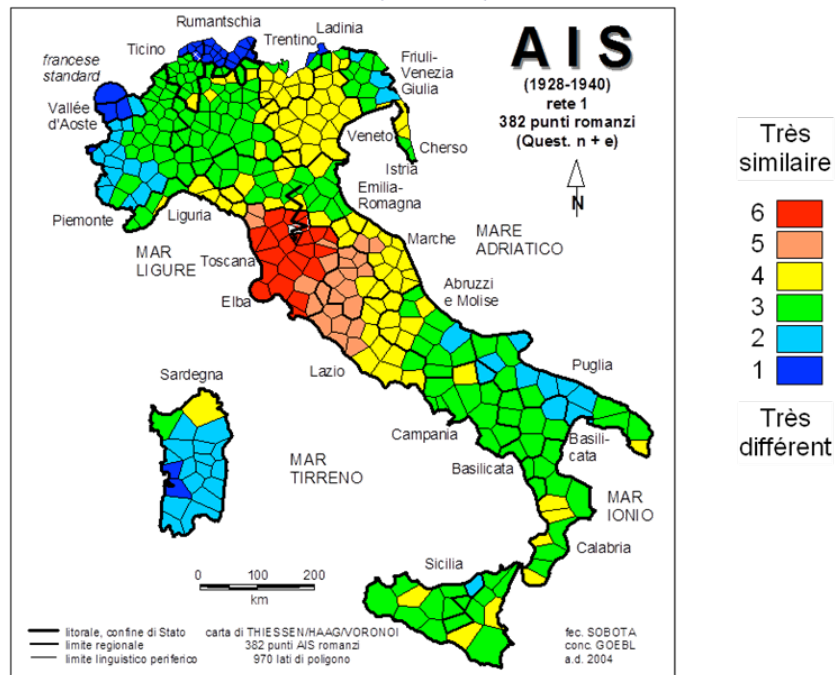 AIS
(1928-1940)
rete 1
382 punti romanzi
(Quest. n + e)
N
Rumantschia
Ladinia
Trentino
Ticino
francese
standard
Friuli-
Venezia
Giulia
Vallée
d'Aoste
Veneto
Cherso
Istria
Emilia-
Romagna
Piemonte
Liguria
MAR
LIGURE
Toscana
Elba
Marche
MARE
ADRIATICO
Abruzzi
e Molise
Lazio
Puglia
Sardegna
Campania
Basili-
cata
Basilicata
MAR
TIRRENO
MAR
IONIO
Calabria
Sicilia
0 100 200
km
litorale, confine di Stato
limite regionale
limite linguistico periferico
carta di THIESSEN/HAAG/VORONOI
382 punti AIS romanzi
970 lati di poligono
fec. SOBOTA
conc. GOEBL
a.d. 2004
Très
similaire
6
5
4
3
2
1
Très
différent